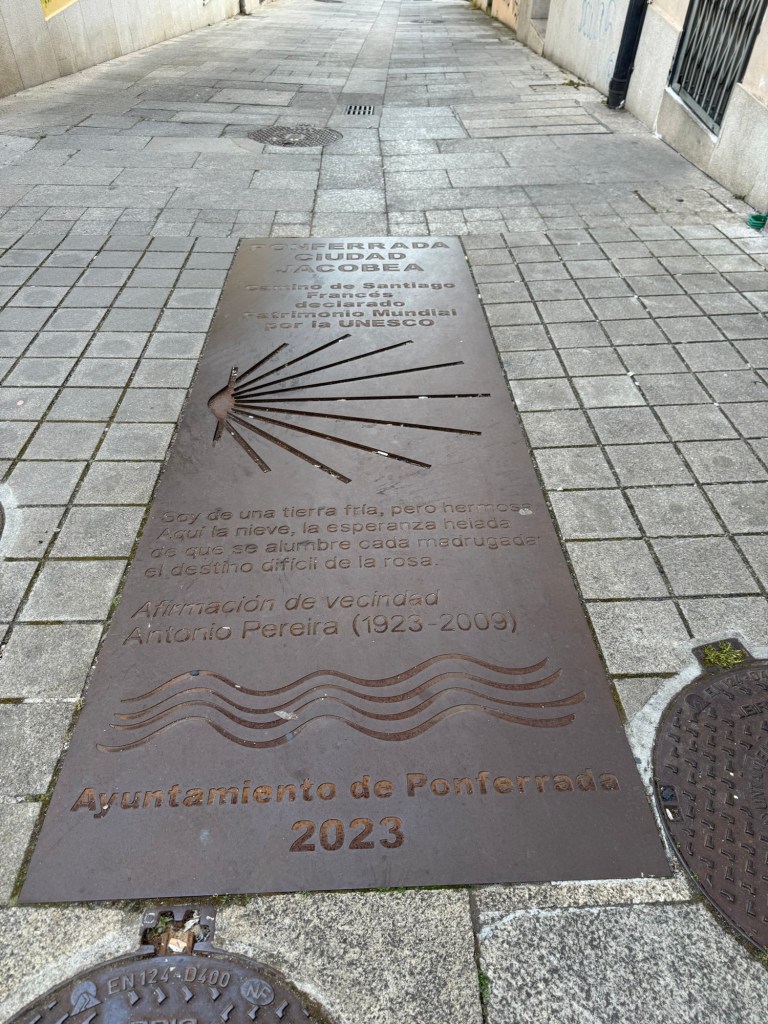 PONFERRADA
CIUDAD
JACOBEA
Camino de Santiago
Francés
declarado
Patrimonio Mundial
por la UNESCO
Soy de una tierra fría, pero hermosa.
Aquí la nieve, la esperanza helada
de que se alumbre cada madrugada
el destino difícil de la rosa.
Afirmación de vecindad
Antonio Pereira (1923-2009)
Ayuntamiento de Ponferrada
2023
EN124-D400
NF